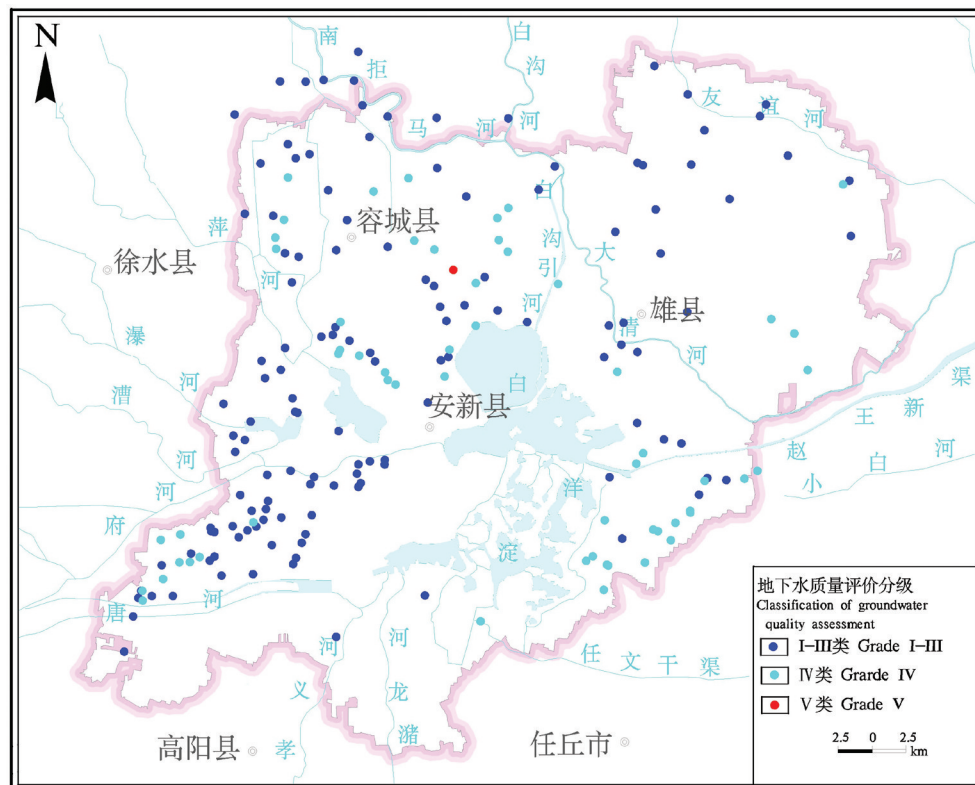 N
南拒马河
白沟河
友谊河
容城县
萍河
徐水县
白沟引河
大清河
雄县
瀑河
漕河
安新县
白洋淀
府河
赵王新渠
小白河
唐河
孝义河
龙潴河
任文干渠
高阳县
任丘市
地下水质量评价分级
Classification of groundwater
quality assessment
I-III类 Grade I-III
Ⅳ类 Grarde IV
V类 Grade V
2.5 0 2.5
km